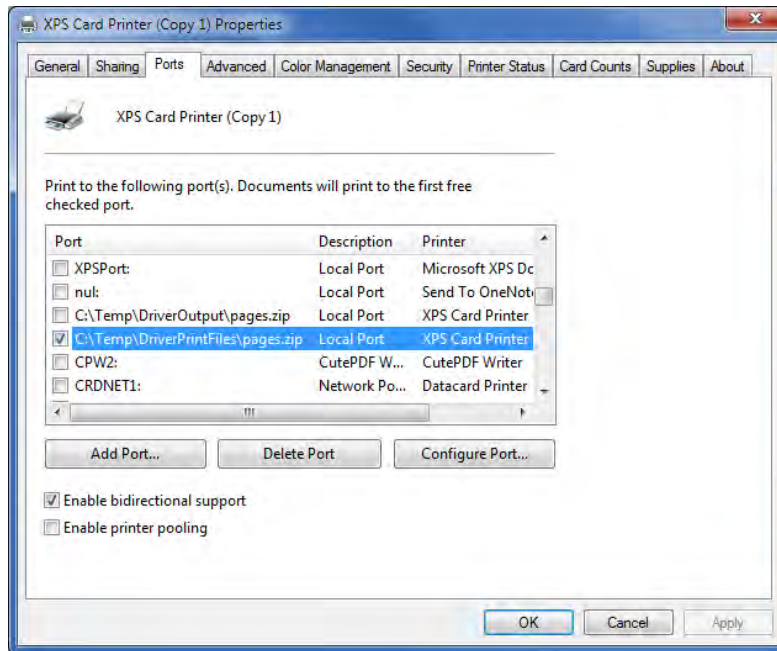 XPS Card Printer (Copy 1) Properties
General Sharing Ports Advanced Color Management Security Printer Status Card Counts Supplies About
XPS Card Printer (Copy 1)
Print to the following port(s). Documents will print to the first free
checked port.
Port Description Printer
XPSPort: Local Port Microsoft XPS Dc
nul: Local Port Send To OneNot
C:\Temp\DriverOutput\pages.zip Local Port XPS Card Printer
C:\Temp\DriverPrintFiles\pages.zip Local Port XPS Card Printer
CPW2: CutePDF W... CutePDF Writer
CRDNET1: Network Po... Datacard Printer
Add Port... Delete Port Configure Port...
Enable bidirectional support
Enable printer pooling
OK Cancel Apply